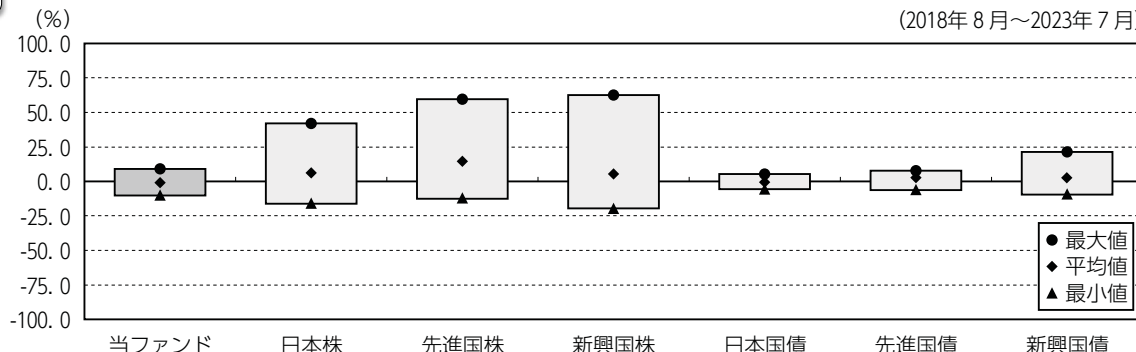 (%)
(2018年8月~2023年7月)
100.0
75.0
50.0
25.0
0.0
-25.0
-50.0
-75.0
-100.0
● 最大値
◆ 平均値
▲ 最小値
当ファンド 日本株 先進国株 新興国株 日本国債 先進国債 新興国債